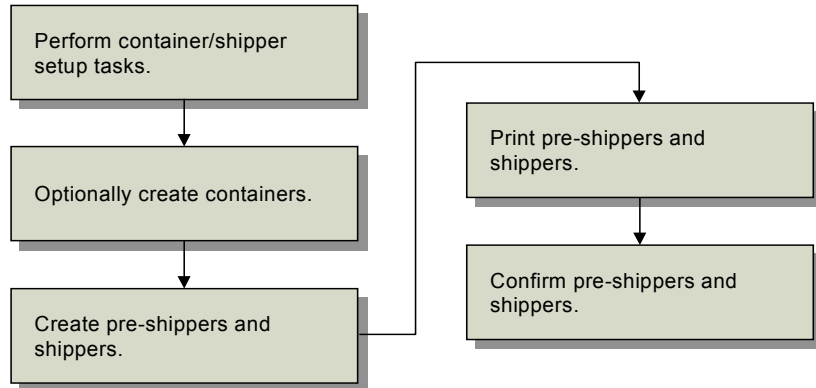 Perform container/shipper
setup tasks.
Optionally create containers.
Create pre-shippers and
shippers.
Print pre-shippers and
shippers.
Confirm pre-shippers and
shippers.